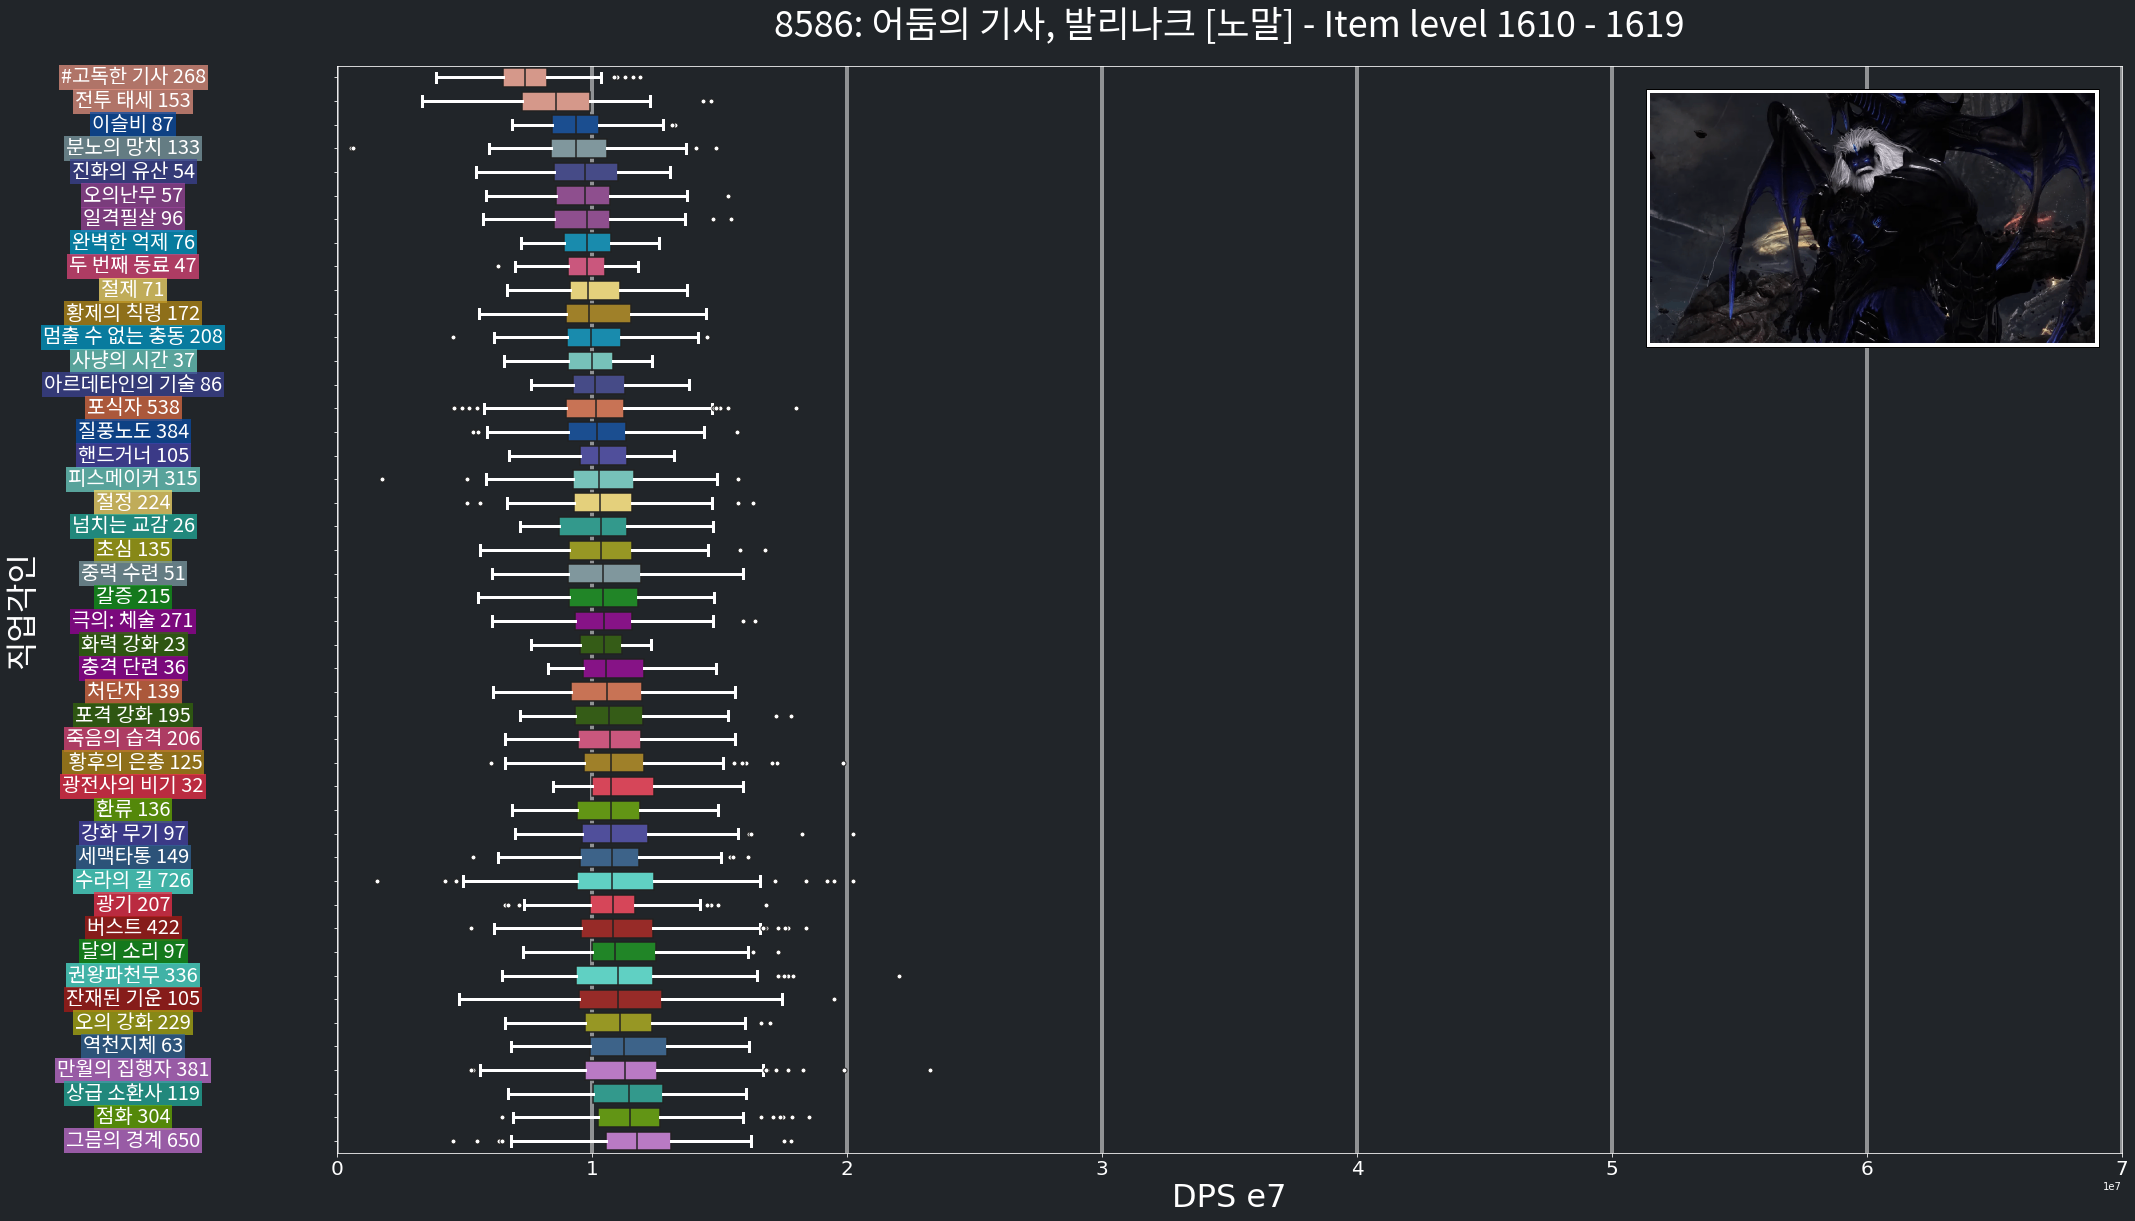 8586: 어둠의 기사, 발리나크 [노말] - Item level 1610 - 1619
#고독한 기사 268
전투 태세 153
이슬비 87
분노의 망치 133
진화의 유산 54
오의난무 57
일격필살 96
완벽한 억제 76
두 번째 동료 47
절제 71
황제의 칙령 172
멈출 수 없는 충동 208
사냥의 시간 37
아르데타인의 기술 86
포식자 538
질풍노도 384
핸드거너 105
피스메이커 315
절정 224
넘치는 교감 26
초심 135
중력 수련 51
갈증 215
극의: 체술 271
화력 강화 23
충격 단련 36
처단자 139
포격 강화 195
죽음의 습격 206
황후의 은총 125
광전사의 비기 32
환류 136
강화 무기 97
세맥타통 149
수라의 길 726
광기 207
버스트 422
달의 소리 97
권왕파천무 336
잔재된 기운 105
오의 강화 229
역천지체 63
만월의 집행자 381
상급 소환사 119
점화 304
그믐의 경계 650
직업각인
0 1 2 3 4 5 6 7
1e7
DPS e7